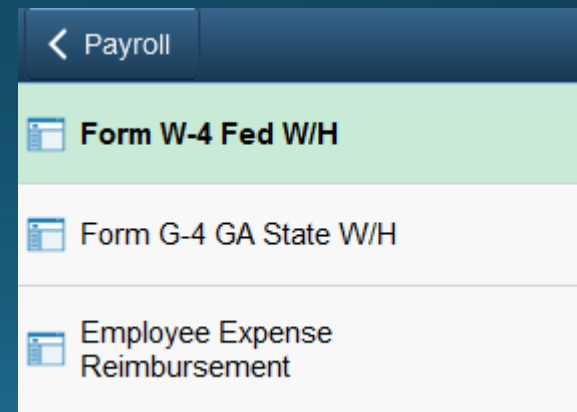 Payroll
Form W-4 Fed W/H
Form G-4 GA State W/H
Employee Expense
Reimbursement